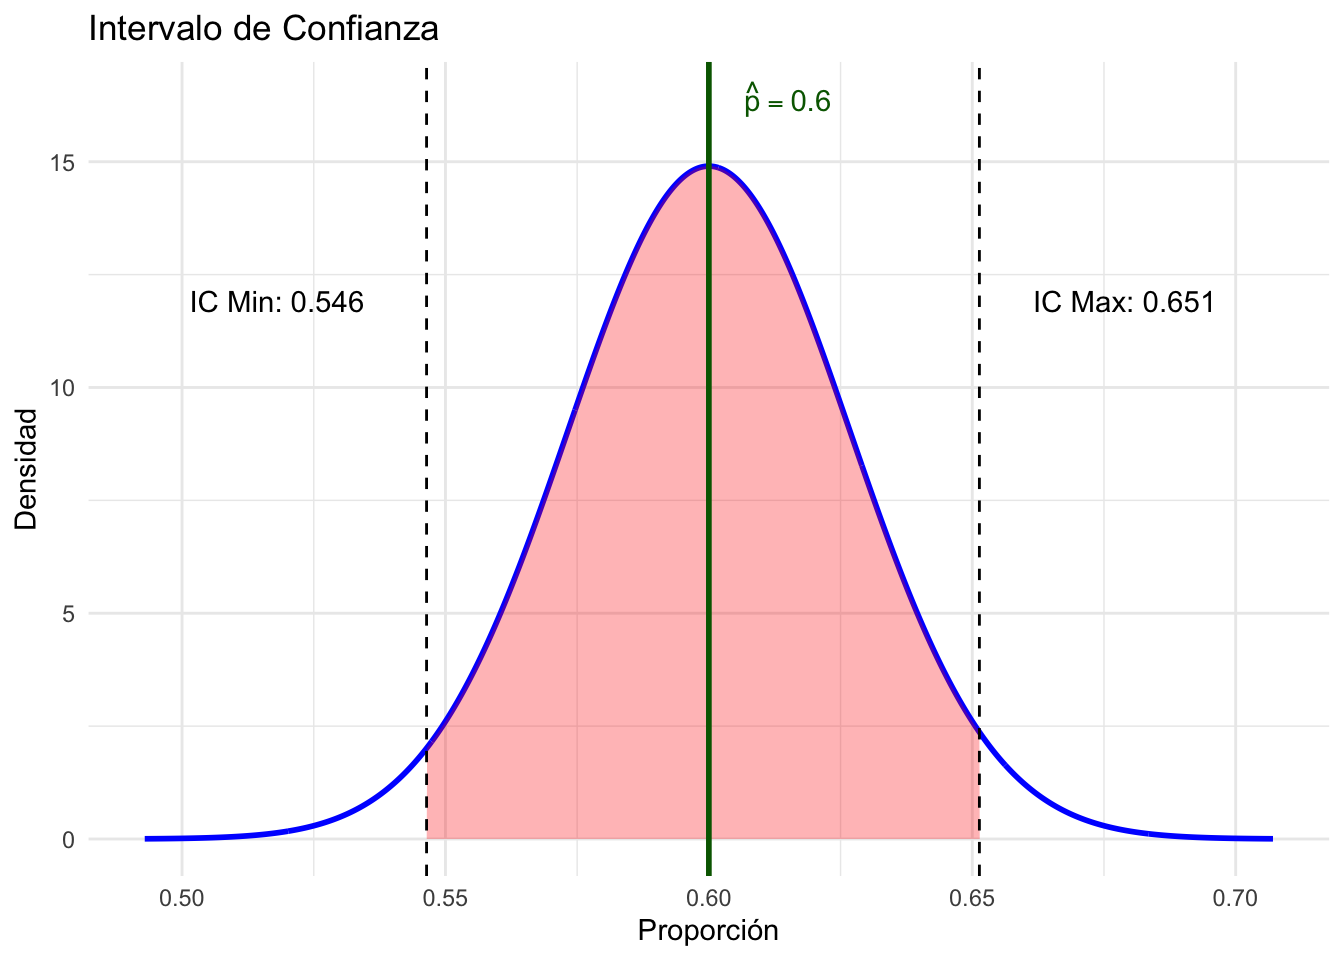 Intervalo de Confianza
p̂ = 0.6
15
IC Min: 0.546
IC Max: 0.651
10
Densidad
5
0
0.50 0.55 0.60 0.65 0.70
Proporción